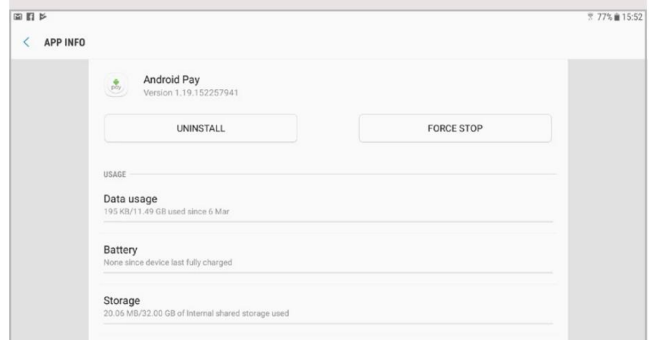 77% 15:52
APP INFO
pay
Android Pay
Version 1.19.152257941
UNINSTALL
FORCE STOP
USAGE
Data usage
195 KB/11.49 GB used since 6 Mar
Battery
None since device last fully charged
Storage
20.06 MB/32.00 GB of Internal shared storage used